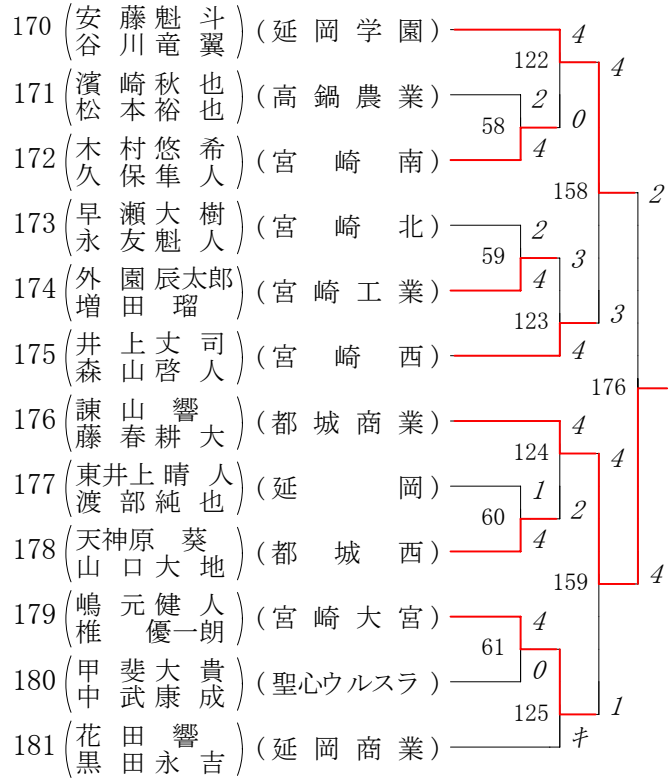 170 安藤魁斗 谷川竜翼 (延岡学園) 4
122 4
171 濱崎秋也 松本裕也 (高鍋農業) 2 0
58
172 木村悠希 久保隼人 (宮崎南) 4
158 2
173 早瀬大樹 永友魁人 (宮崎北) 2
59 3
174 外園辰太郎 増田瑠 (宮崎工業) 4
123 3
175 井上丈司 森山啓人 (宮崎西) 4
176
176 諫山響 藤春耕大 (都城商業) 4
124 4
177 東井上晴人 渡部純也 (延岡) 1
60 2
178 天神原葵 山口大地 (都城西) 4
159 4
179 嶋元健人 椎優一朗 (宮崎大宮) 4
61
180 甲斐大貴 中武康成 (聖心ウルスラ) 0
125 1
181 花田響 黒田永吉 (延岡商業) キ